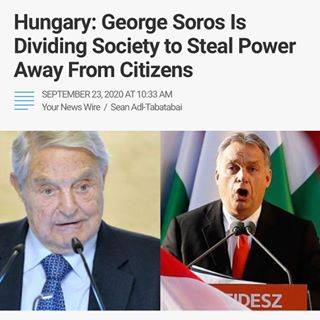 Hungary: George Soros Is
Dividing Society to Steal Power
Away From Citizens
SEPTEMBER 23, 2020 AT 10:33 AM
Your News Wire / Sean Adl-Tabatabai
FIDESZ